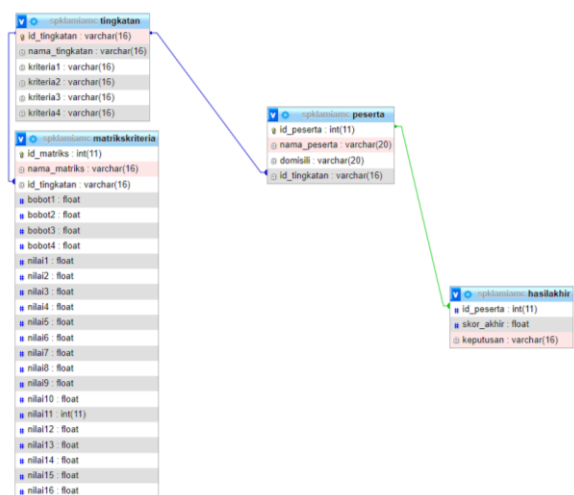 spklamiamc tingkatan
id_tingkatan : varchar(16)
nama_tingkatan : varchar(16)
kriteria1 : varchar(16)
kriteria2 : varchar(16)
kriteria3 : varchar(16)
kriteria4 : varchar(16)
spklamiamc matrikskriteria
id_matriks : int(11)
nama_matriks : varchar(16)
id_tingkatan : varchar(16)
bobot1 : float
bobot2 : float
bobot3 : float
bobot4 : float
nilai1 : float
nilai2 : float
nilai3 : float
nilai4 : float
nilai5 : float
nilai6 : float
nilai7 : float
nilai8 : float
nilai9 : float
nilai10 : float
nilai11 : int(11)
nilai12 : float
nilai13 : float
nilai14 : float
nilai15 : float
nilai16 : float
spklamiamc peserta
id_peserta : int(11)
nama_peserta : varchar(20)
domisili : varchar(20)
id_tingkatan : varchar(16)
spklamiamc hasilakhir
id_peserta : int(11)
skor_akhir : float
keputusan : varchar(16)